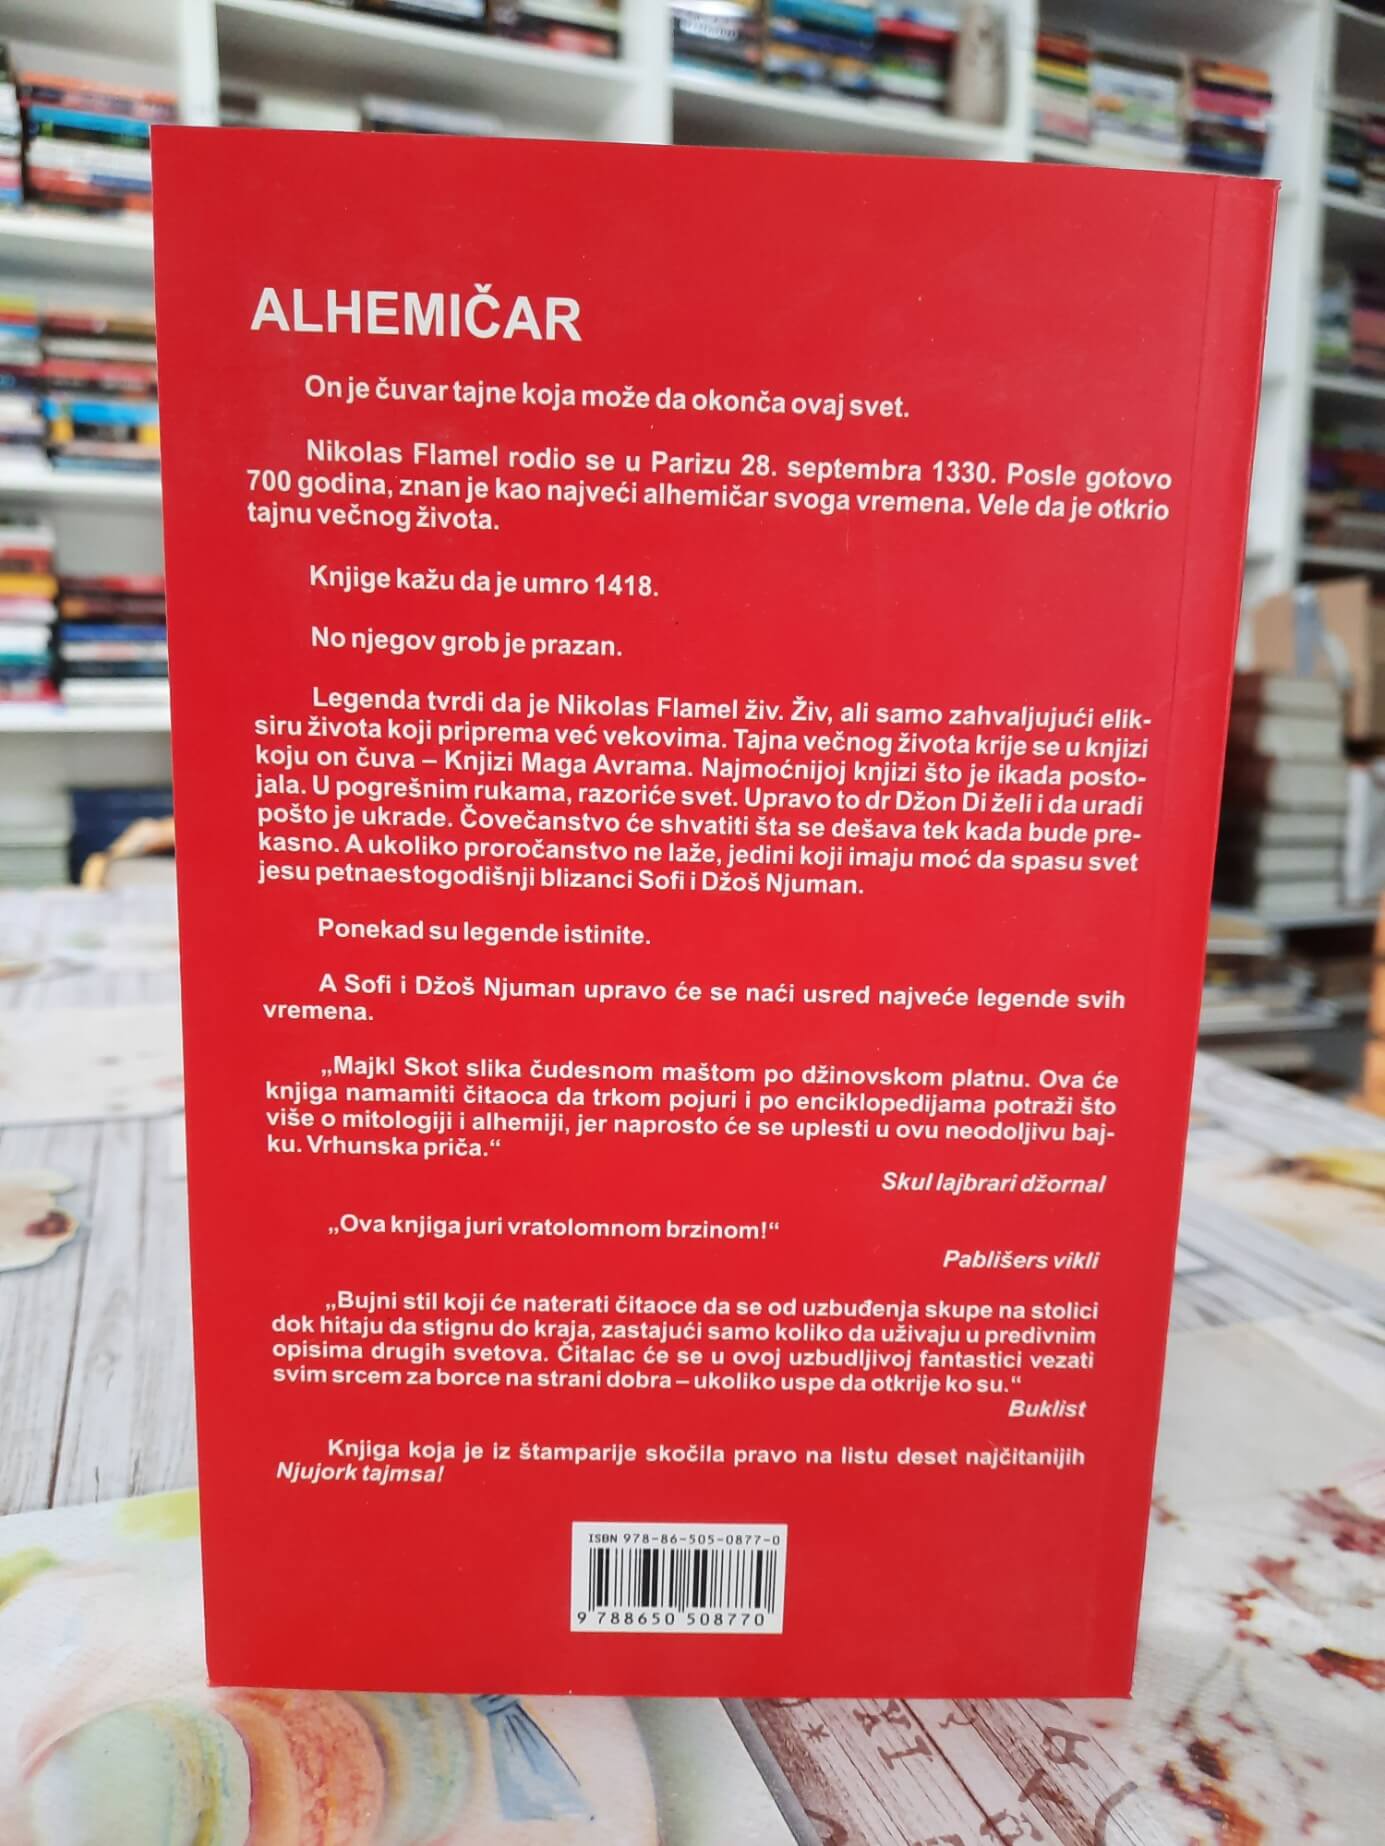 ALHEMIČAR
On je čuvar tajne koja može da okonča ovaj svet.
Nikolas Flamel rodio se u Parizu 28. septembra 1330. Posle gotovo
700 godina, znan je kao najveći alhemičar svoga vremena. Vele da je otkrio
tajnu večnog života.
Knjige kažu da je umro 1418.
No njegov grob je prazan.
Legenda tvrdi da je Nikolas Flamel živ. Živ, ali samo zahvaljujući elik-
siru života koji priprema već vekovima. Tajna večnog života krije se u knjizi
koju on čuva – Knjizi Maga Avrama. Najmoćnijoj knjizi što je ikada posto-
jala. U pogrešnim rukama, razoriće svet. Upravo to dr Džon Di želi i da uradi
pošto je ukrade. Čovečanstvo će shvatiti šta se dešava tek kada bude pre-
kasno. A ukoliko proročanstvo ne laže, jedini koji imaju moć da spasu svet
jesu petnaestogodišnji blizanci Sofi i Džoš Njuman.
Ponekad su legende istinite.
A Sofi i Džoš Njuman upravo će se naći usred najveće legende svih
vremena.
„Majkl Skot slika čudesnom maštom po džinovskom platnu. Ova će
knjiga namamiti čitaoca da trkom pojuri i po enciklopedijama potraži što
više o mitologiji i alhemiji, jer naprosto će se uplesti u ovu neodoljivu baj-
ku. Vrhunska priča.“
Skul lajbrari džornal
„Ova knjiga juri vratolomnom brzinom!“
Pablišers vikli
„Bujni stil koji će naterati čitaoce da se od uzbuđenja skupe na stolici
dok hitaju da stignu do kraja, zastajući samo koliko da uživaju u predivnim
opisima drugih svetova. Čitalac će se u ovoj uzbudljivoj fantastici vezati
svim srcem za borce na strani dobra – ukoliko uspe da otkrije ko su.“
Buklist
Knjiga koja je iz štamparije skočila pravo na listu deset najčitanijih
Njujork tajmsa!
ISBN 978-86-505-0877-0
9 788650 508770